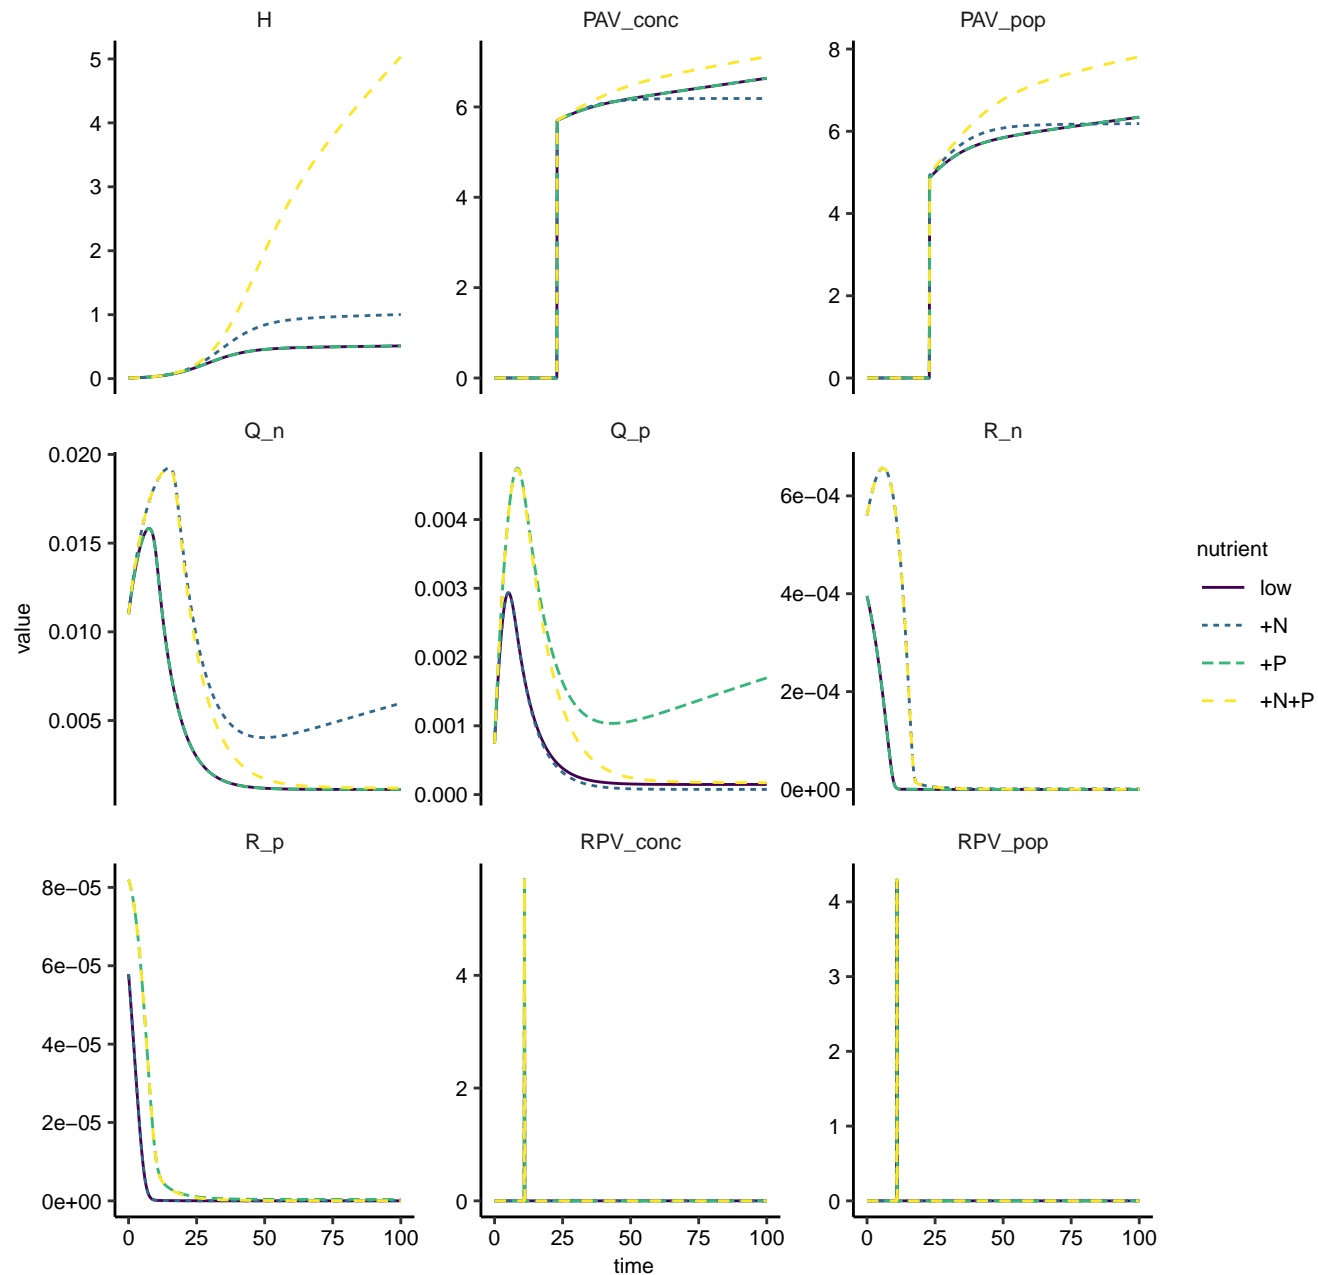 H
PAV_conc
PAV_pop
5
4
3
2
1
0
6
4
2
0
8
6
4
2
0
Q_n
Q_p
R_n
0.020
0.015
0.010
0.005
0.004
0.003
0.002
0.001
0.000
6e−04
4e−04
2e−04
0e+00
R_p
RPV_conc
RPV_pop
8e−05
6e−05
4e−05
2e−05
0e+00
4
2
0
4
3
2
1
0
0 25 50 75 100
0 25 50 75 100
0 25 50 75 100
time
value
nutrient
low
+N
+P
+N+P